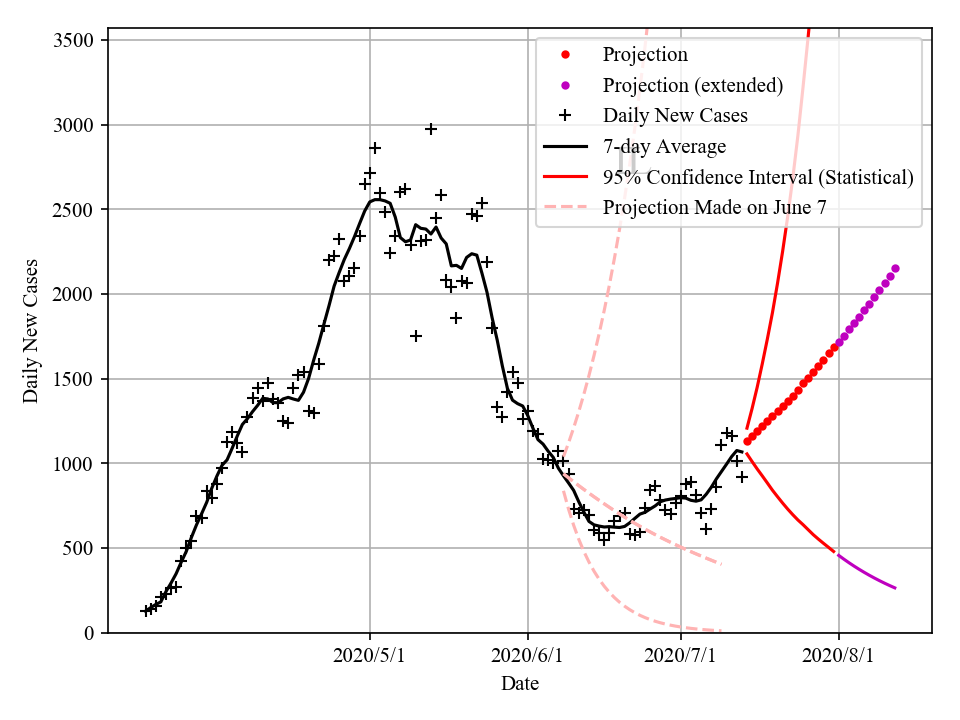 3500
3000
2500
2000
1500
1000
500
0
Daily New Cases
Projection
Projection (extended)
Daily New Cases
7-day Average
95% Confidence Interval (Statistical)
Projection Made on June 7
2020/5/1
2020/6/1
2020/7/1
2020/8/1
Date